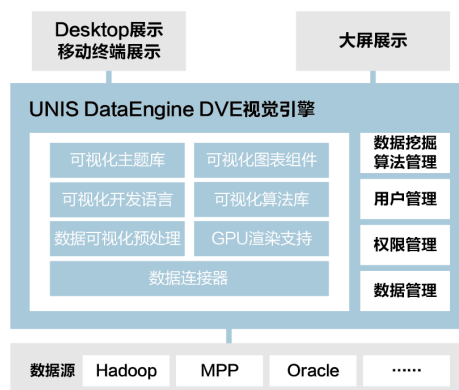 Desktop展示
移动终端展示
大屏展示
UNIS DataEngine DVE视觉引擎
可视化主题库
可视化图表组件
可视化开发语言
可视化算法库
数据可视化预处理
GPU渲染支持
数据连接器
数据挖掘
算法管理
用户管理
权限管理
数据管理
数据源
Hadoop
MPP
Oracle
……